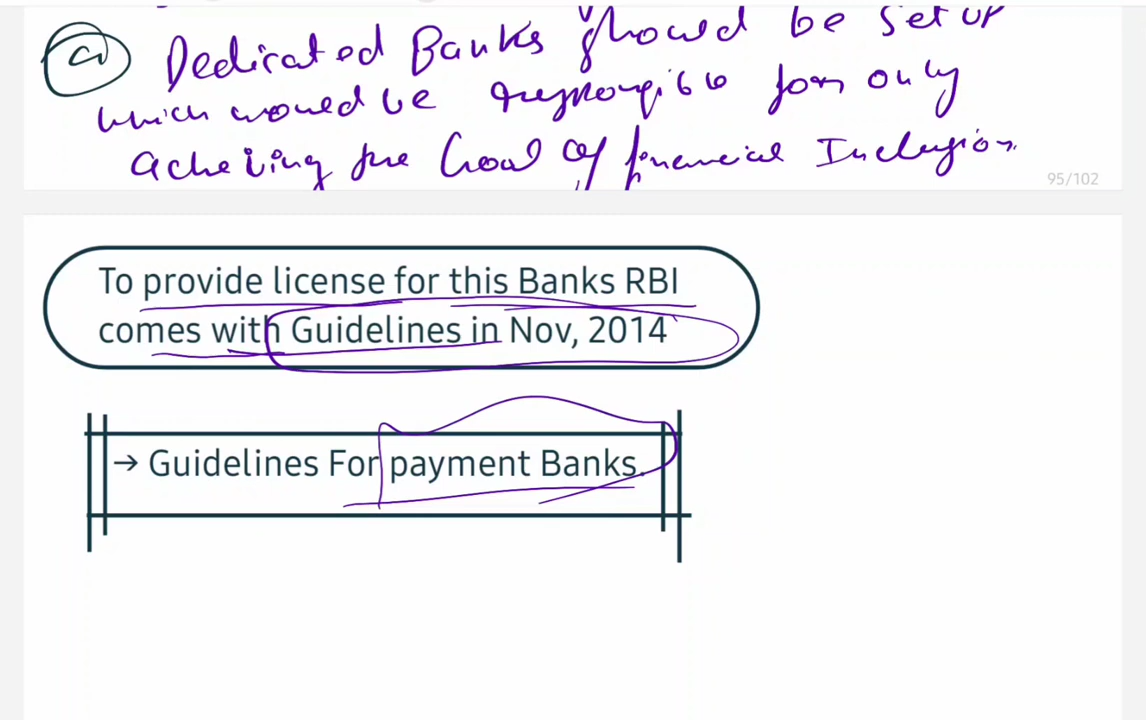 a Dedicated Banks should be set up
which would be responsible for only
acheiving the Goal of financial Inclusion.
95/102
To provide license for this Banks RBI
comes with Guidelines in Nov, 2014
→ Guidelines For payment Banks.